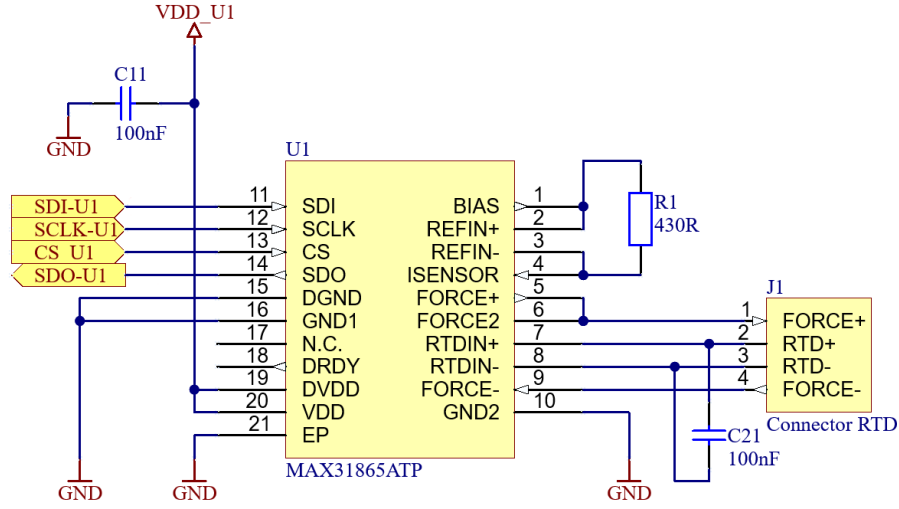 VDD_U1
C11
100nF
GND
U1
SDI-U1 11 SDI BIAS 1
SCLK-U1 12 SCLK REFIN+ 2
CS_U1 13 CS REFIN- 3
SDO-U1 14 SDO ISENSOR 4
15 DGND FORCE+ 5
16 GND1 FORCE2 6
17 N.C. RTDIN+ 7
18 DRDY RTDIN- 8
19 DVDD FORCE- 9
20 VDD GND2 10
21 EP
MAX31865ATP
R1
430R
J1
1 FORCE+
2 RTD+
3 RTD-
4 FORCE-
Connector RTD
C21
100nF
GND
GND
GND